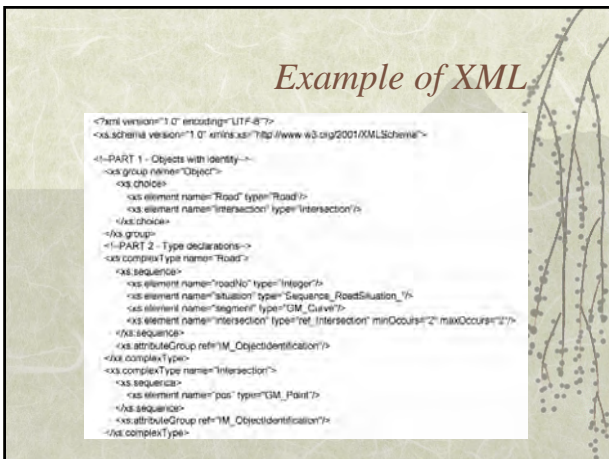 Example of XML
<?xml version="1.0" encoding="UTF-8"?>
<xs:schema version="1.0" xmlns:xs="http://www.w3.org/2001/XMLSchema">
<!--PART 1 - Objects with identity-->
<xs:group name="Object">
<xs:choice>
<xs:element name="Road" type="Road"/>
<xs:element name="Intersection" type="Intersection"/>
</xs:choice>
</xs:group>
<!--PART 2 - Type declarations-->
<xs:complexType name="Road">
<xs:sequence>
<xs:element name="roadNo" type="Integer"/>
<xs:element name="situation" type="Sequence_RoadSituation_"/>
<xs:element name="segment" type="GM_Curve"/>
<xs:element name="intersection" type="ref_Intersection" minOccurs="2" maxOccurs="2"/>
</xs:sequence>
<xs:attributeGroup ref="IM_ObjectIdentification"/>
</xs:complexType>
<xs:complexType name="Intersection">
<xs:sequence>
<xs:element name="pos" type="GM_Point"/>
</xs:sequence>
<xs:attributeGroup ref="IM_ObjectIdentification"/>
</xs:complexType>